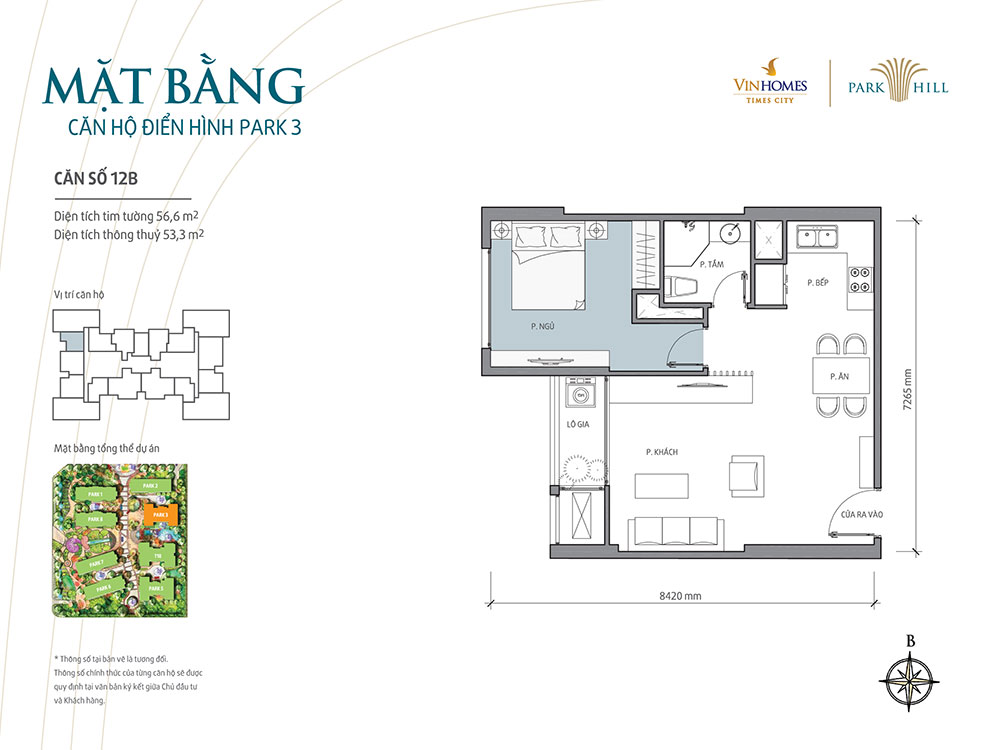 MẶT BẰNG
CĂN HỘ ĐIỂN HÌNH PARK 3
VINHOMES
TIMES CITY
PARK HILL
CĂN SỐ 12B
Diện tích tim tường 56,6 m2
Diện tích thông thuỷ 53,3 m2
Vị trí căn hộ
Mặt bằng tổng thể dự án
PARK 1
PARK 2
PARK 3
PARK 8
T18
PARK 7
PARK 6
PARK 5
* Thông số tại bản vẽ là tương đối.
Thông số chính thức của từng căn hộ sẽ được
quy định tại văn bản ký kết giữa Chủ đầu tư
và Khách hàng.
P. TẮM
P. BẾP
P. NGỦ
P. ĂN
LÔ GIA
P. KHÁCH
CỬA RA VÀO
7265 mm
8420 mm
B